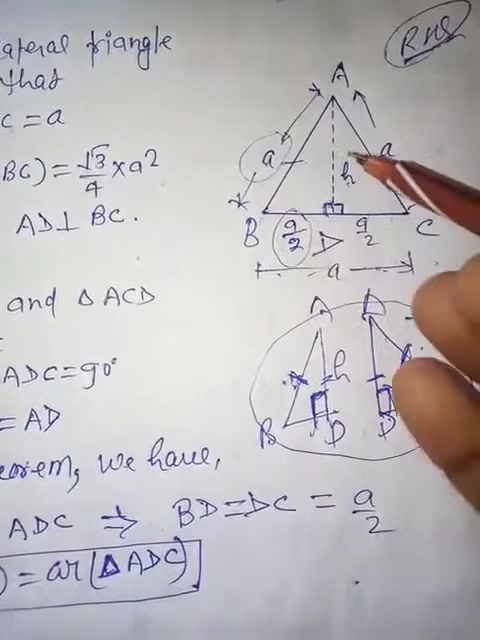 ateral triangle
that
C = a
BC) = √3/4 × a²
AD ⊥ BC.
and △ ACD
ADC = 90°
= AD
eorem, we have,
ADC ⇒ BD = DC = a/2
) = ar(△ADC)
RHS
A
a
a
h
B
a/2
D
a/2
C
a
A
A
h
B
D
D